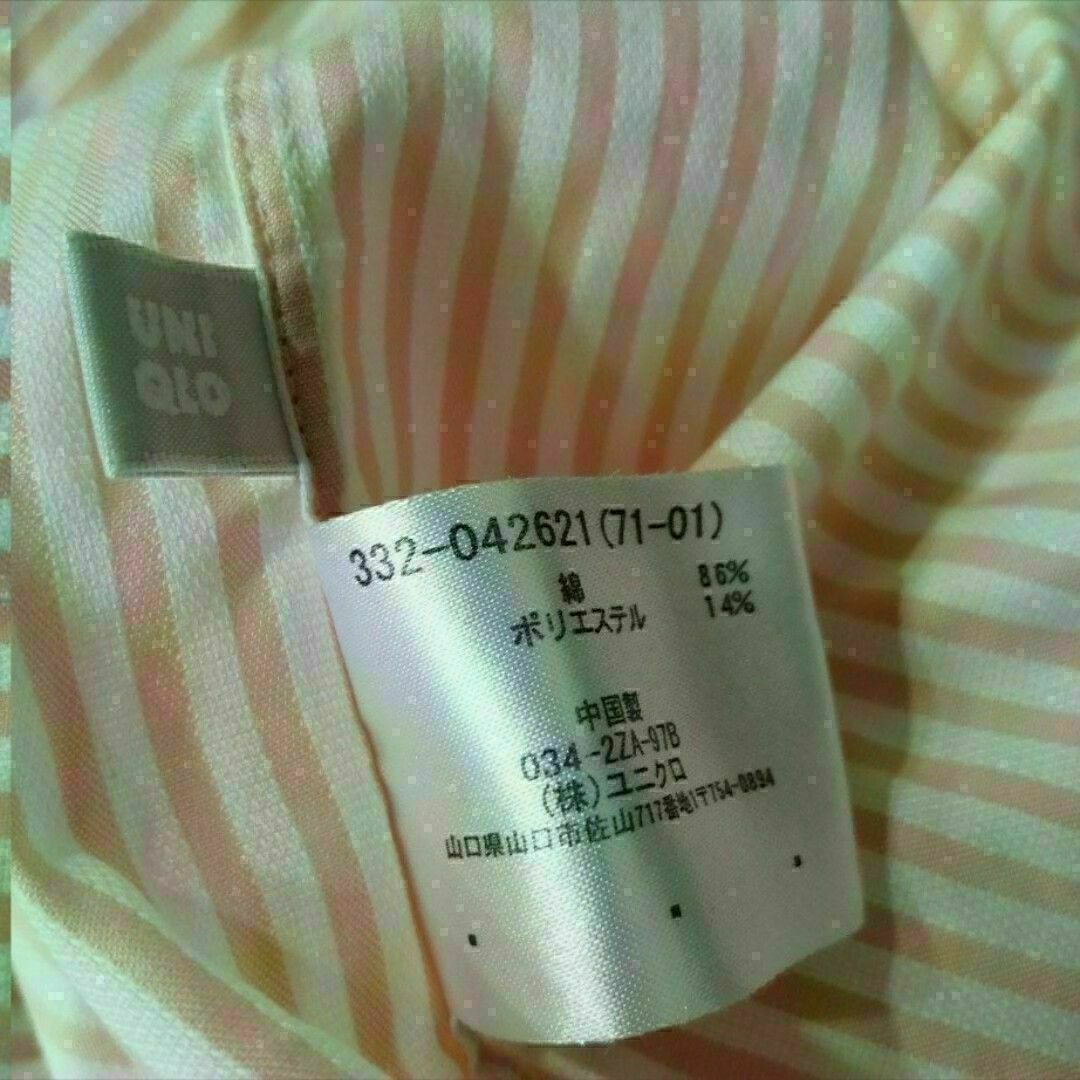 UNI
QLO
332-042621(71-01)
綿 86%
ポリエステル 14%
中国製
034-2ZA-97B
(株)ユニクロ
山口県山口市佐山717番地1〒754-0894